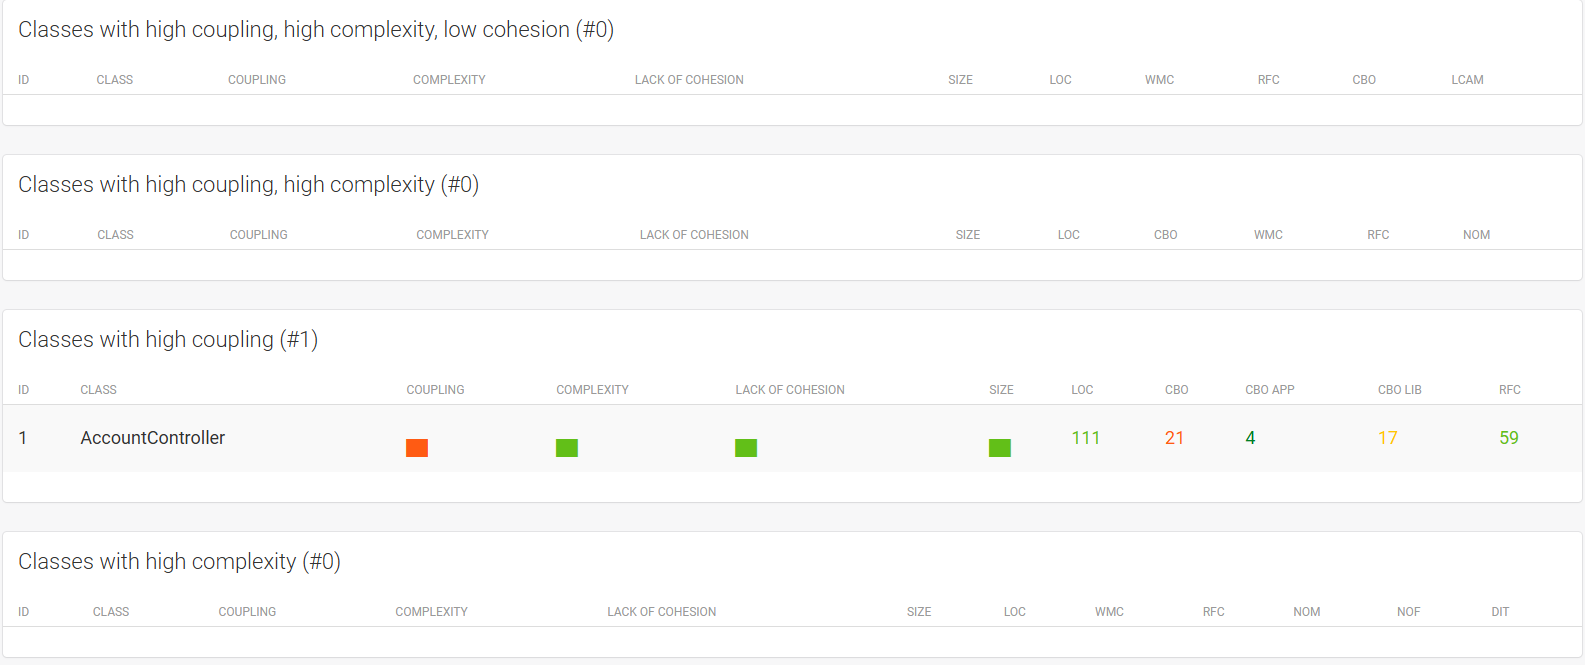 Classes with high coupling, high complexity, low cohesion (#0)
ID CLASS COUPLING COMPLEXITY LACK OF COHESION SIZE LOC WMC RFC CBO LCAM
Classes with high coupling, high complexity (#0)
ID CLASS COUPLING COMPLEXITY LACK OF COHESION SIZE LOC CBO WMC RFC NOM
Classes with high coupling (#1)
ID CLASS COUPLING COMPLEXITY LACK OF COHESION SIZE LOC CBO CBO APP CBO LIB RFC
1 AccountController 111 21 4 17 59
Classes with high complexity (#0)
ID CLASS COUPLING COMPLEXITY LACK OF COHESION SIZE LOC WMC RFC NOM NOF DIT